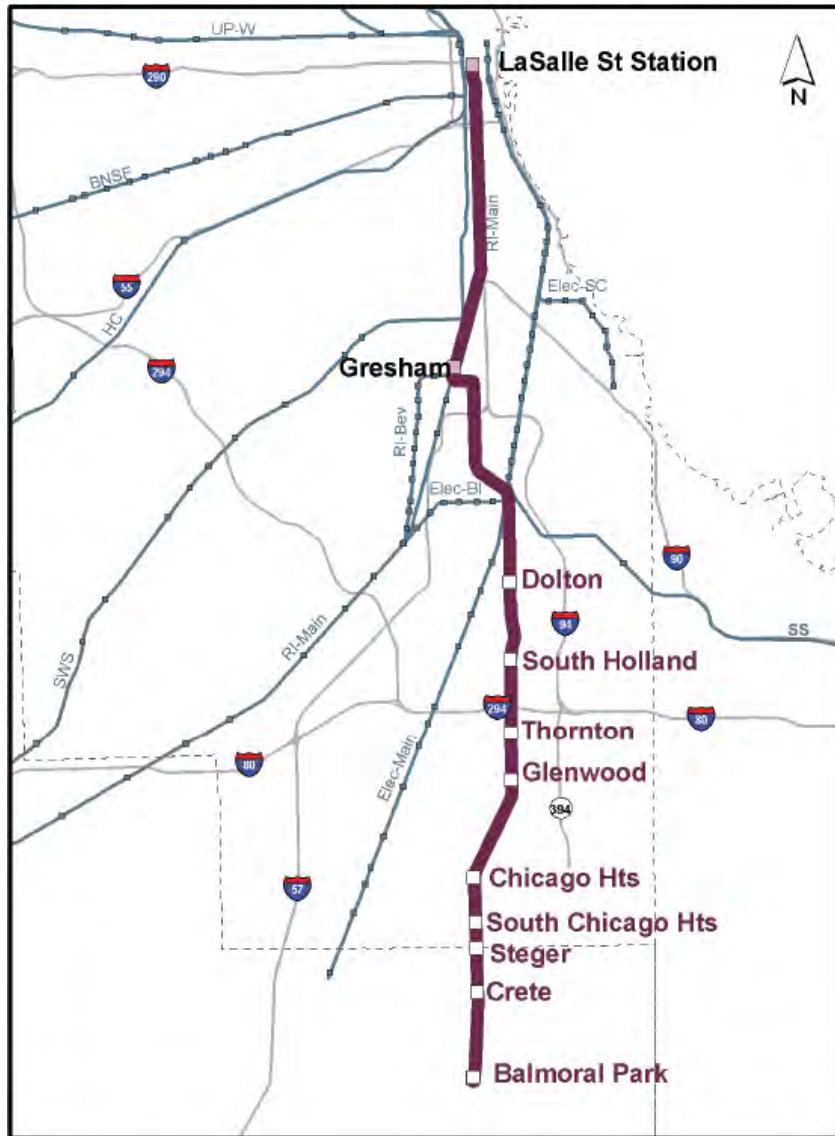 UP-W
LaSalle St Station
290
N
BNSF
RI-Main
55
Elec-SC
HC
294
Gresham
RI-Bev
Elec-BI
90
Dolton
94
SS
RI-Main
SWS
South Holland
294
80
Thornton
80
Elec-Main
Glenwood
394
Chicago Hts
57
South Chicago Hts
Steger
Crete
Balmoral Park